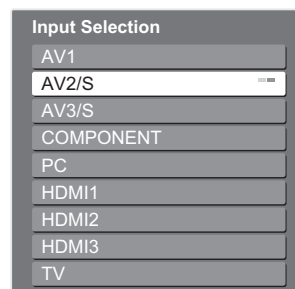 Input Selection
AV1
AV2/S
AV3/S
COMPONENT
PC
HDMI1
HDMI2
HDMI3
TV